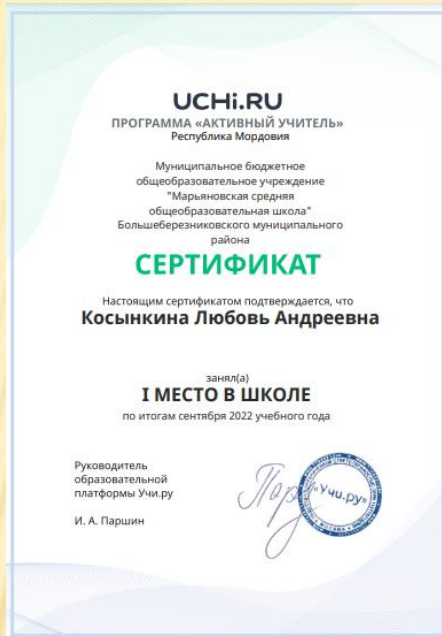 UCHi.RU
ПРОГРАММА «АКТИВНЫЙ УЧИТЕЛЬ»
Республика Мордовия
Муниципальное бюджетное
общеобразовательное учреждение
"Марьяновская средняя
общеобразовательная школа"
Большеберезниковского муниципального
района
СЕРТИФИКАТ
Настоящим сертификатом подтверждается, что
Косынкина Любовь Андреевна
занял(а)
I МЕСТО В ШКОЛЕ
по итогам сентября 2022 учебного года
Руководитель
образовательной
платформы Учи.ру
И. А. Паршин
«Учи.ру»